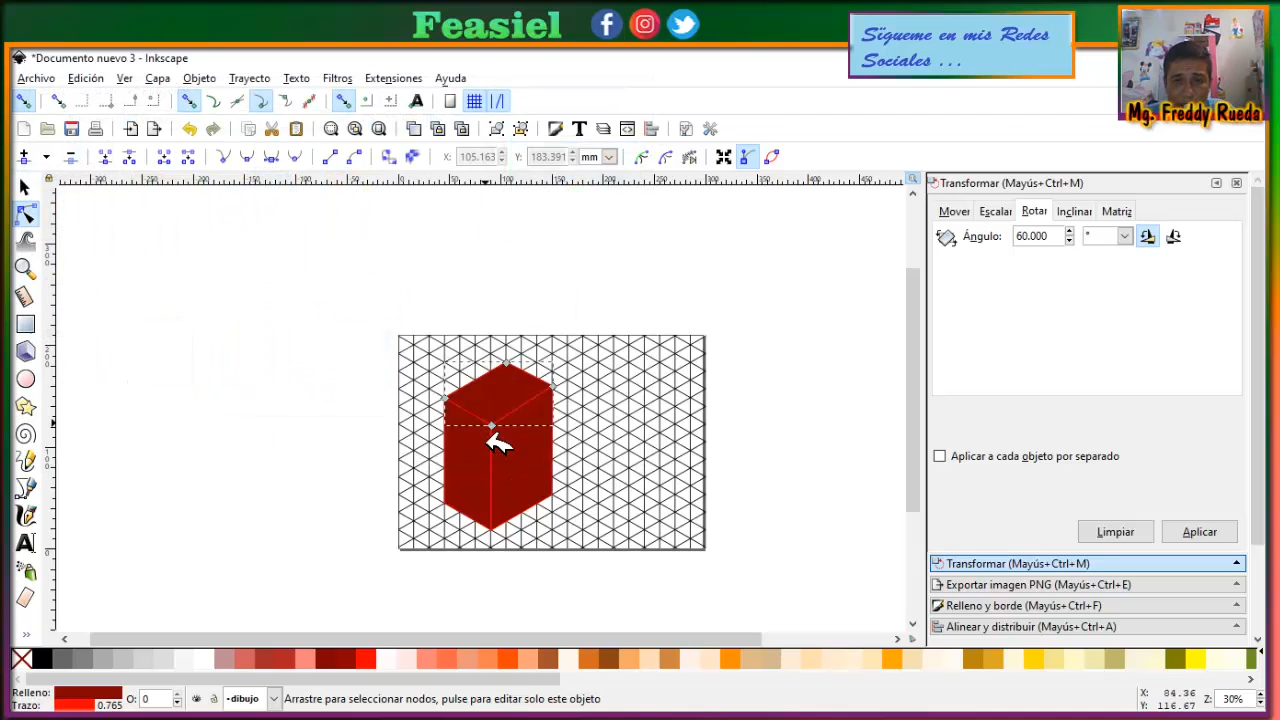 Feasiel
Sïgueme en mis Redes
Sociales ...
Mg. Freddy Rueda
*Documento nuevo 3 - Inkscape
Archivo Edición Ver Capa Objeto Trayecto Texto Filtros Extensiones Ayuda
X: 105.163 Y: 183.391 mm
Transformar (Mayús+Ctrl+M)
Mover Escalar Rotar Inclinar Matriz
Ángulo: 60.000 °
Aplicar a cada objeto por separado
Limpiar Aplicar
Transformar (Mayús+Ctrl+M)
Exportar imagen PNG (Mayús+Ctrl+E)
Relleno y borde (Mayús+Ctrl+F)
Alinear y distribuir (Mayús+Ctrl+A)
Relleno:
Trazo: 0.765
O: 0
dibujo
Arrastre para seleccionar nodos, pulse para editar solo este objeto
X: 84.36
Y: 116.67
Z: 30%